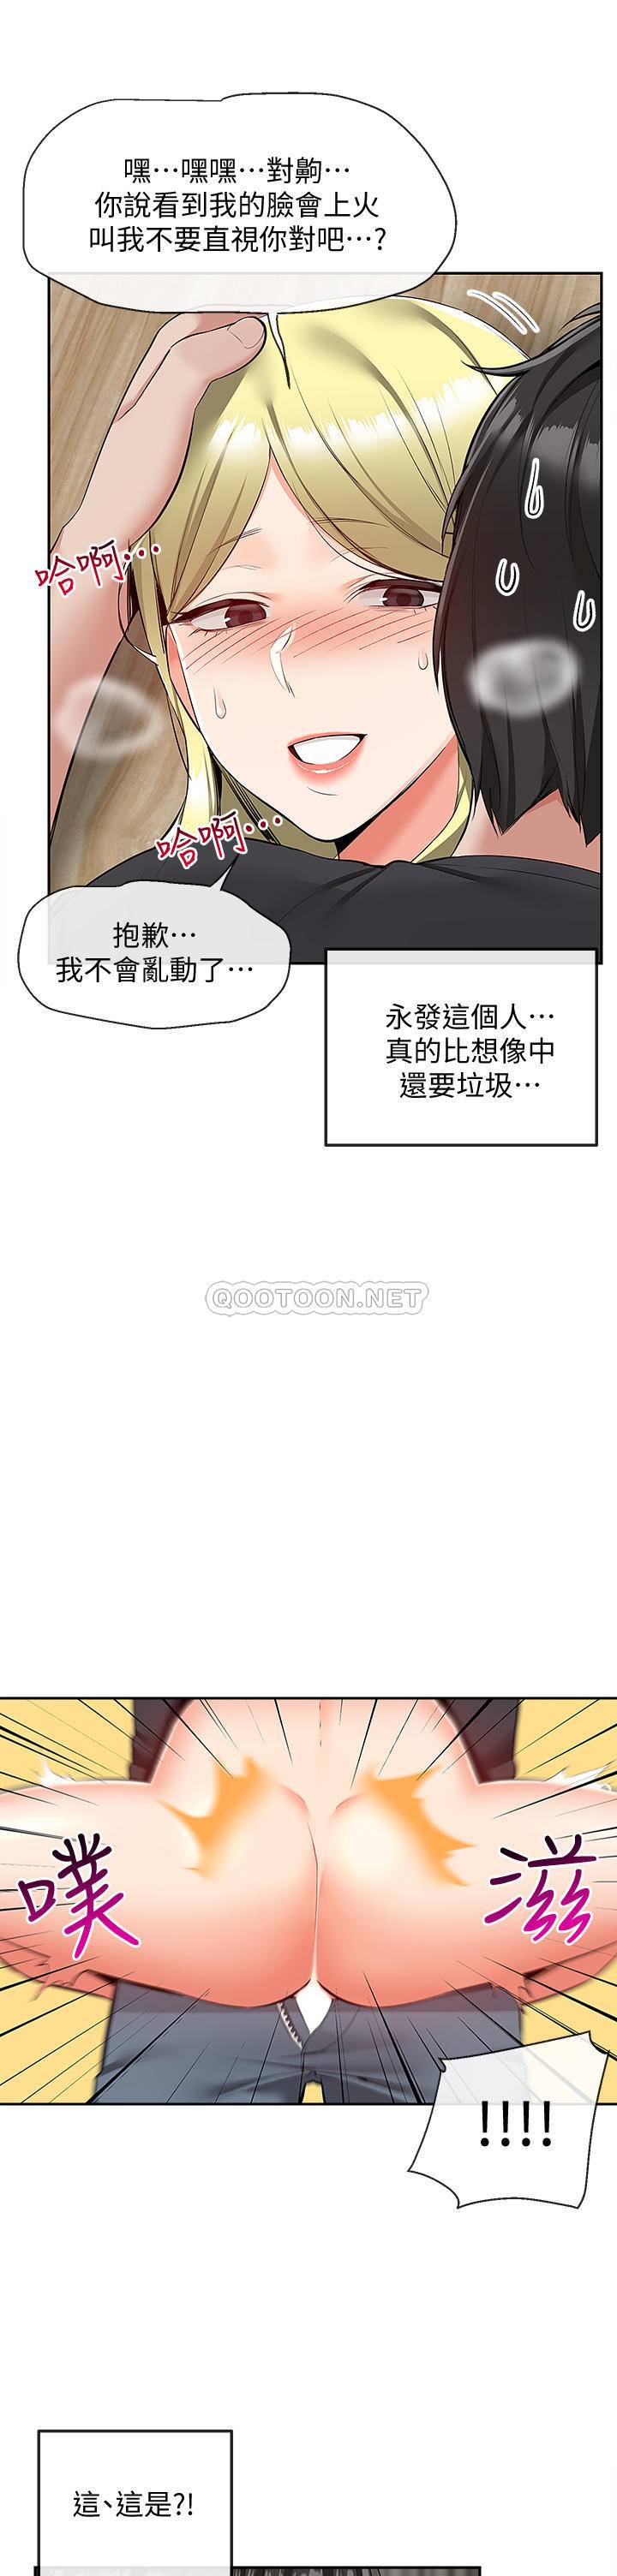 嘿⋯嘿嘿⋯對齁⋯
你說看到我的臉會上火
叫我不要直視你對吧⋯?
哈啊⋯
哈啊⋯
抱歉⋯
我不會亂動了⋯
永發這個人⋯
真的比想像中
還要垃圾⋯
QOOTOON.NET
噗
滋
!!!!
這、這是?!